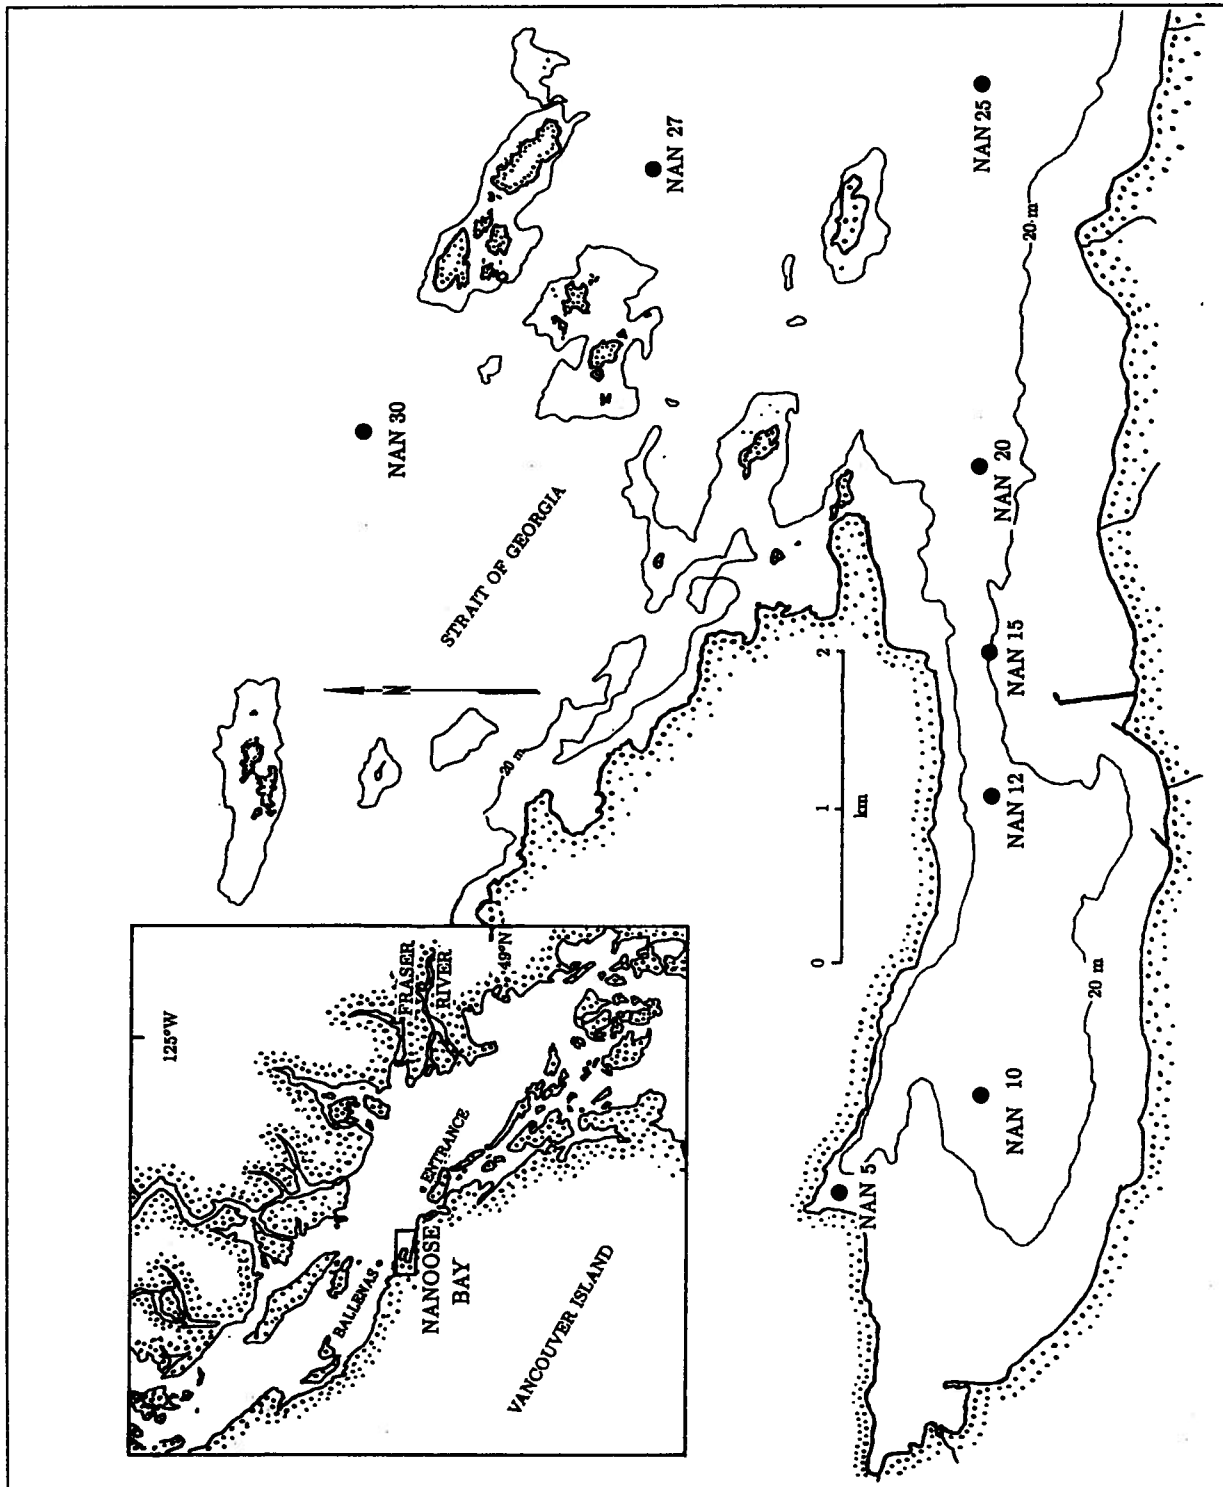 NAN 25
NAN 27
NAN 30
NAN 20
NAN 15
NAN 12
NAN 10
NAN 5
STRAIT OF GEORGIA
N
20 m
20 m
20 m
0
1
2
km
125°W
49°N
FRASER
RIVER
ENTRANCE
BALLENAS
NANOOSE
BAY
VANCOUVER ISLAND